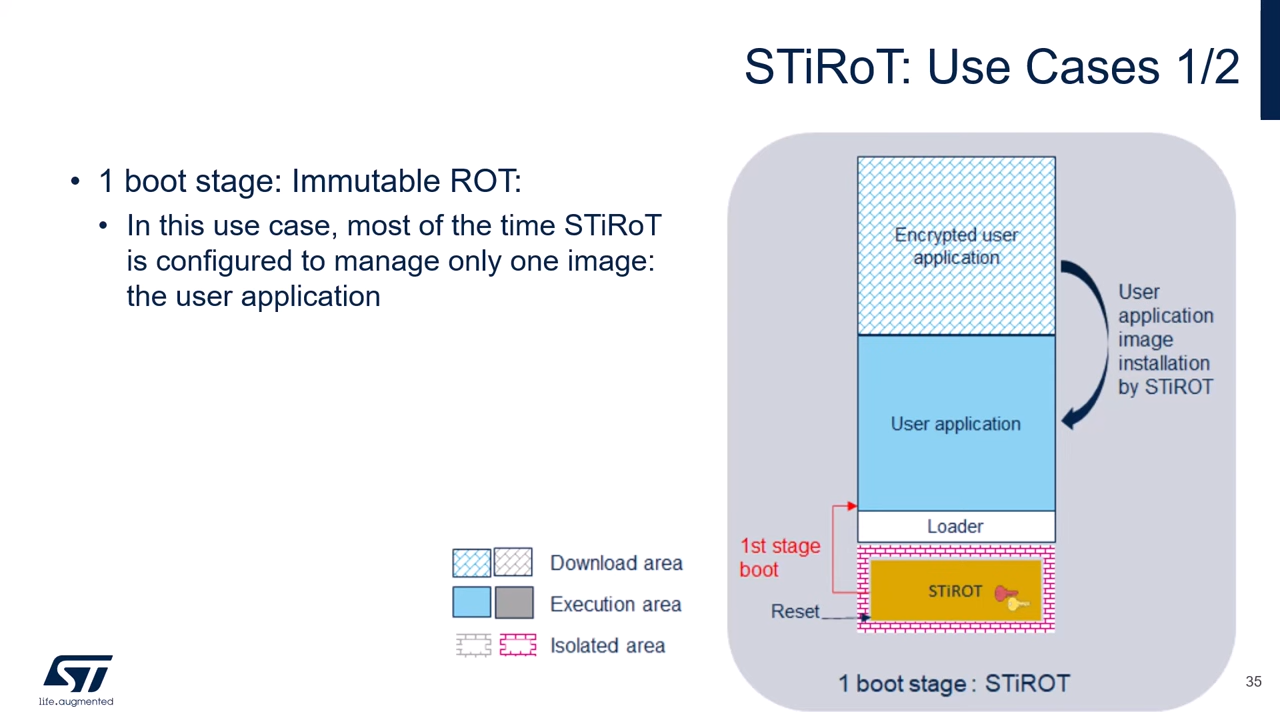 STiRoT: Use Cases 1/2
• 1 boot stage: Immutable ROT:
• In this use case, most of the time STiRoT
is configured to manage only one image:
the user application
Encrypted user
application
User
application
image
installation
by STiROT
User application
Loader
1st stage
boot
STiROT
Reset
1 boot stage : STiROT
Download area
Execution area
Isolated area
ST
life.augmented
35